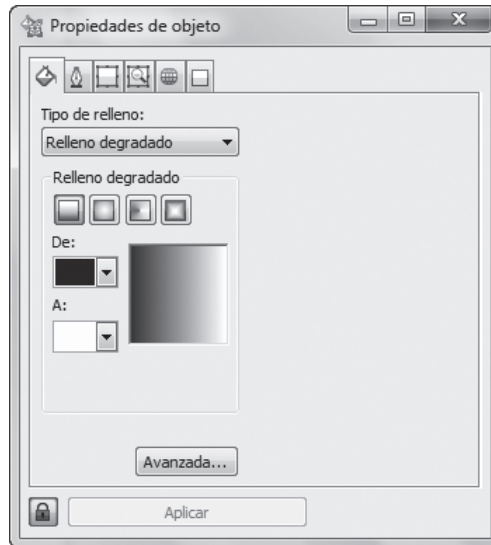 Propiedades de objeto
Tipo de relleno:
Relleno degradado
Relleno degradado
De:
A:
Avanzada...
Aplicar